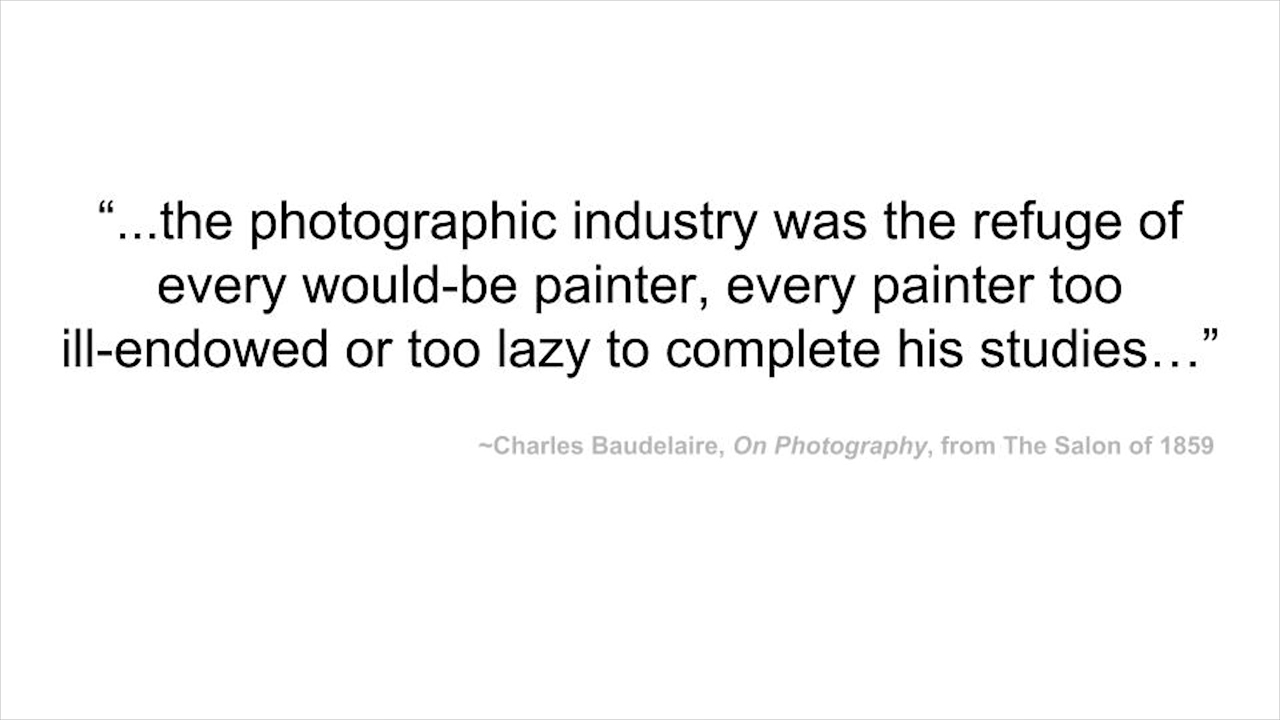 “...the photographic industry was the refuge of
every would-be painter, every painter too
ill-endowed or too lazy to complete his studies…”
~Charles Baudelaire, On Photography, from The Salon of 1859